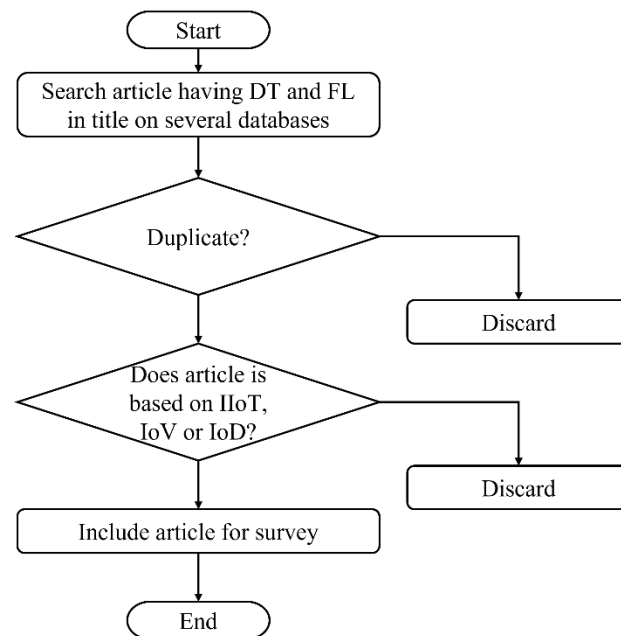 Start
Search article having DT and FL
in title on several databases
Duplicate?
Discard
Does article is
based on IIoT,
IoV or IoD?
Discard
Include article for survey
End